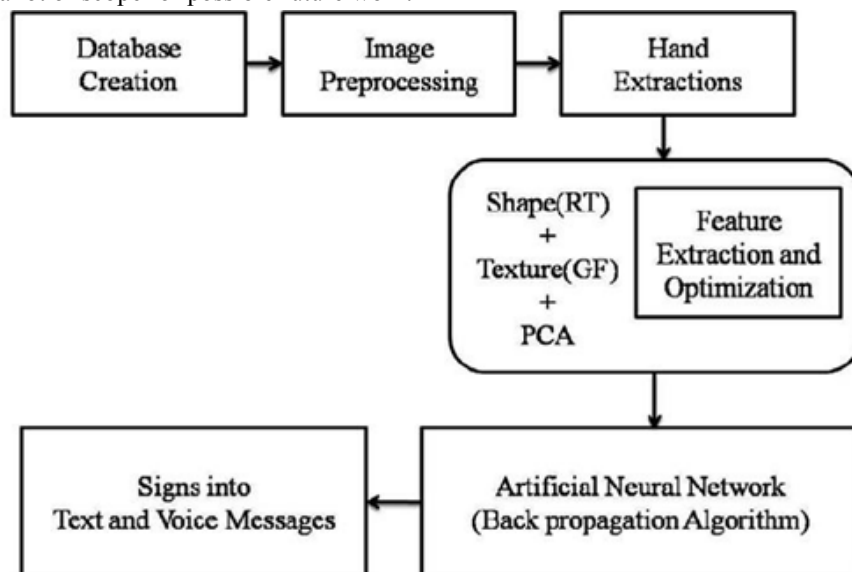 Database
Creation
Image
Preprocessing
Hand
Extractions
Shape(RT)
+
Texture(GF)
+
PCA
Feature
Extraction and
Optimization
Artificial Neural Network
(Back propagation Algorithm)
Signs into
Text and Voice Messages